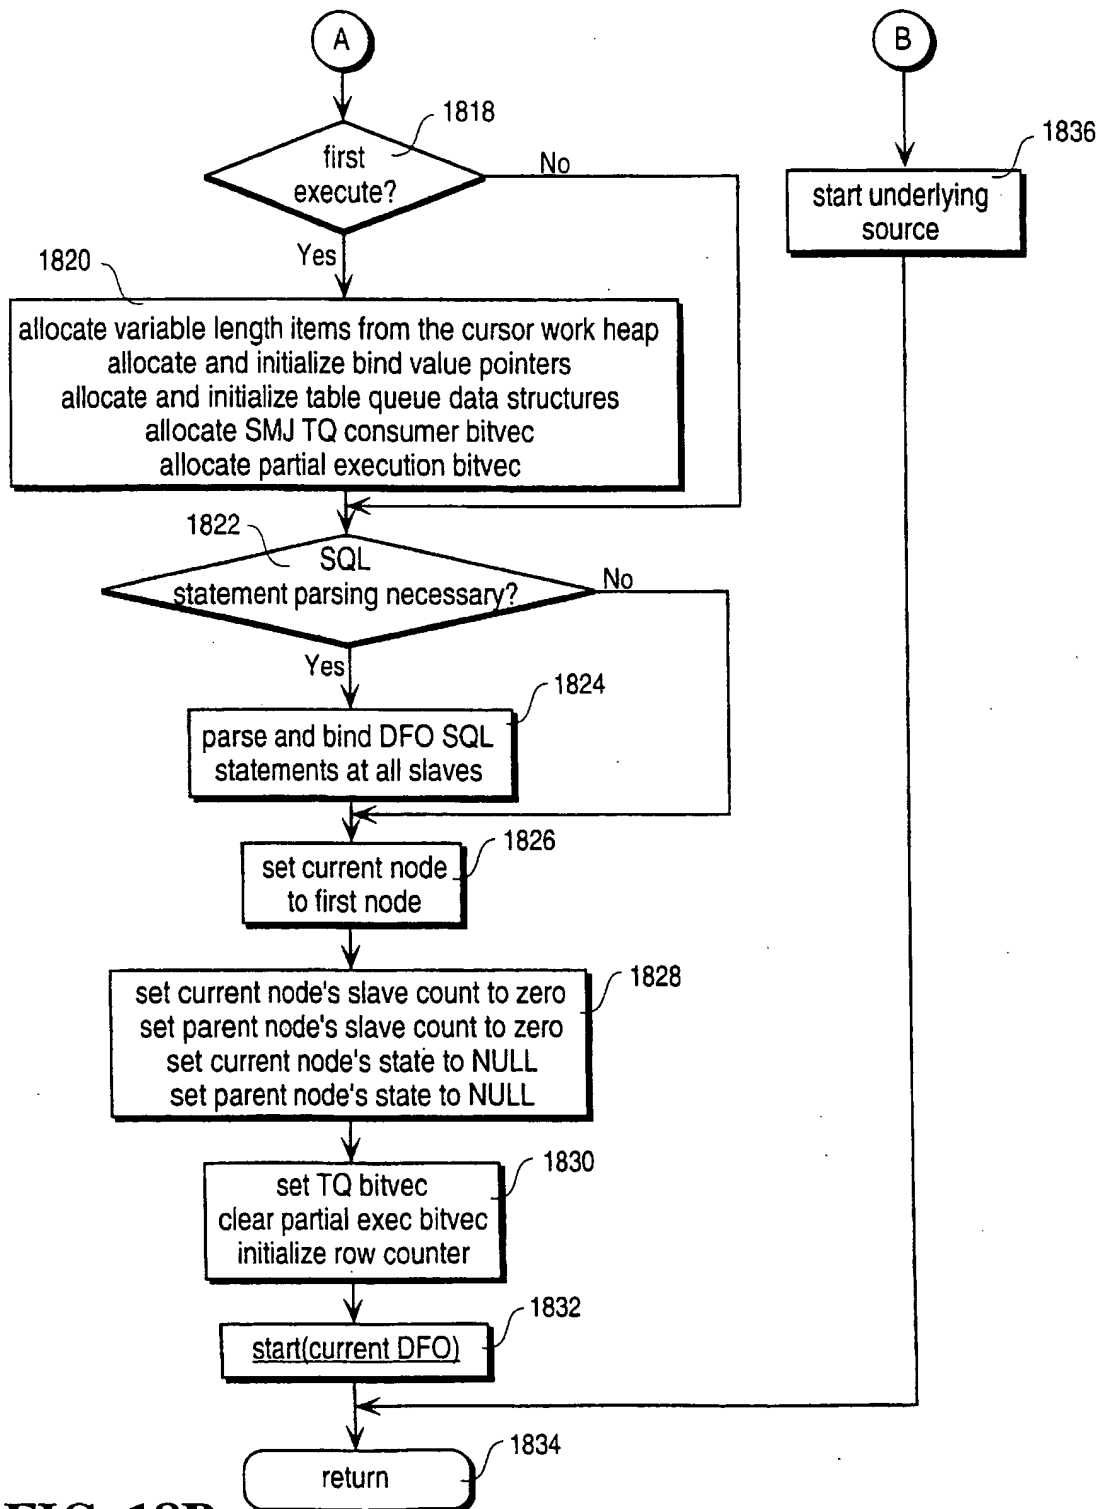 A
B
1818
first
execute?
No
1836
start underlying
source
Yes
1820
allocate variable length items from the cursor work heap
allocate and initialize bind value pointers
allocate and initialize table queue data structures
allocate SMJ TQ consumer bitvec
allocate partial execution bitvec
1822
SQL
statement parsing necessary?
No
Yes
1824
parse and bind DFO SQL
statements at all slaves
1826
set current node
to first node
1828
set current node's slave count to zero
set parent node's slave count to zero
set current node's state to NULL
set parent node's state to NULL
1830
set TQ bitvec
clear partial exec bitvec
initialize row counter
1832
start(current DFO)
1834
return